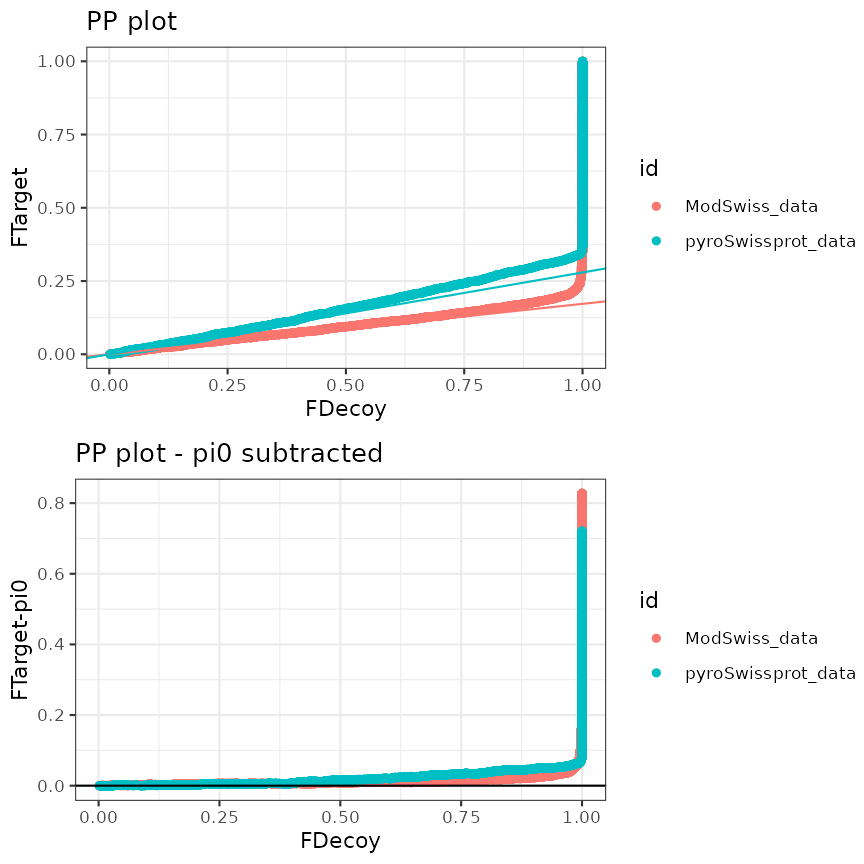 PP plot
1.00
0.75
0.50
0.25
0.00
FTarget
0.00 0.25 0.50 0.75 1.00
FDecoy
id
ModSwiss_data
pyroSwissprot_data
PP plot - pi0 subtracted
0.8
0.6
0.4
0.2
0.0
FTarget-pi0
0.00 0.25 0.50 0.75 1.00
FDecoy
id
ModSwiss_data
pyroSwissprot_data